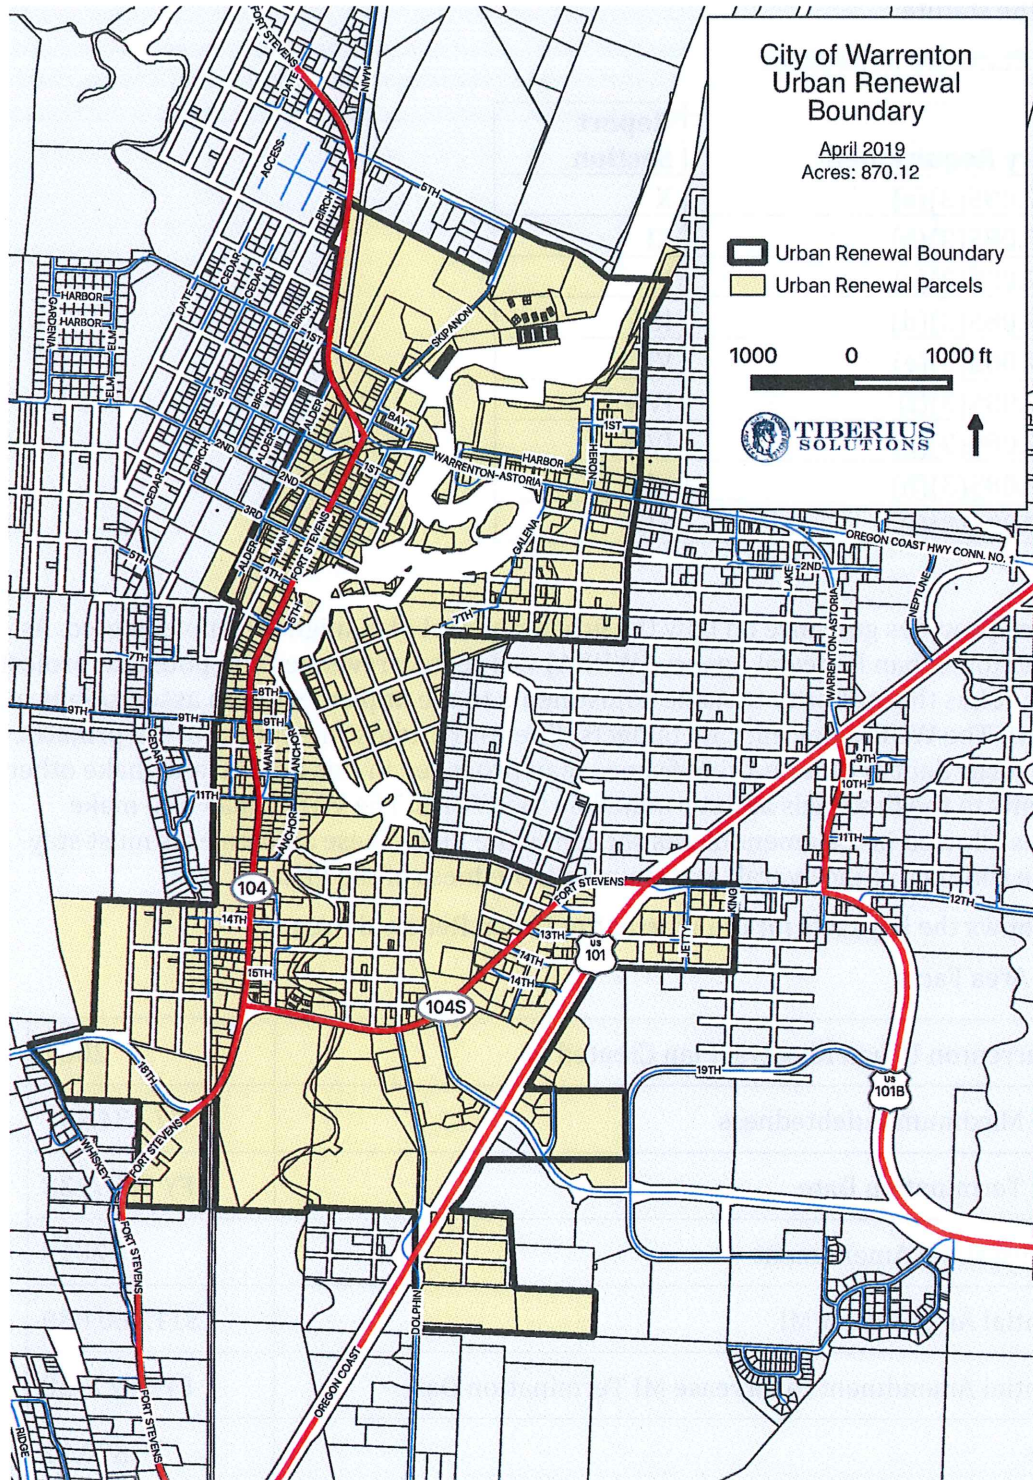 City of Warrenton
Urban Renewal
Boundary
April 2019
Acres: 870.12
Urban Renewal Boundary
Urban Renewal Parcels
1000 0 1000 ft
TIBERIUS
SOLUTIONS
FORT STEVENS
DATE
MAIN
ACCESS
BIRCH
6TH
CEDAR
CEDAR
DATE
HARBOR
HARBOR
GARDENIA
ELM
ELM
BIRCH
1ST
SKIPANON
1ST
BIRCH
ALDER
BAY
1ST
HARBOR
1ST
HERON
WARRENTON-ASTORIA
2ND
BIRCH
ALDER
2ND
CEDAR
3RD
ALDER
MAIN
4TH
FORT STEVENS
5TH
5TH
GALENA
7TH
7TH
OREGON COAST HWY CONN. NO. 1
2ND
LAKE
NEPTUNE
WARRENTON-ASTORIA
8TH
9TH
9TH
9TH
CEDAR
MAIN
ANCHOR
11TH
ANCHOR
9TH
10TH
11TH
12TH
104
FORT STEVENS
KING
14TH
13TH
LETTY
US
101
15TH
14TH
14TH
104S
18TH
19TH
US
101B
WHISKEY
FORT STEVENS
FORT STEVENS
DOLPHIN
OREGON COAST
FORT STEVENS
RIDGE